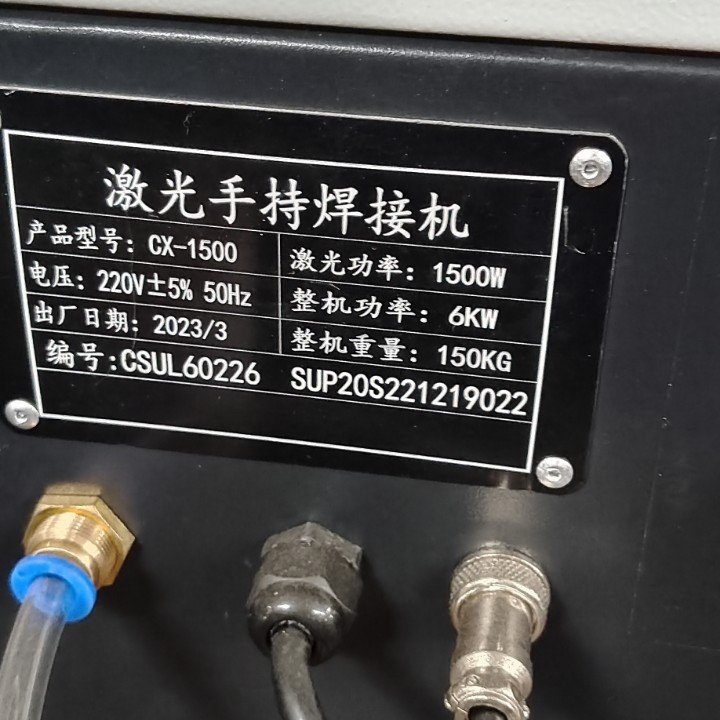 激光手持焊接机
产品型号: CX-1500 激光功率: 1500W
电压: 220V±5% 50Hz 整机功率: 6KW
出厂日期: 2023/3 整机重量: 150KG
编号:CSUL60226 SUP20S221219022